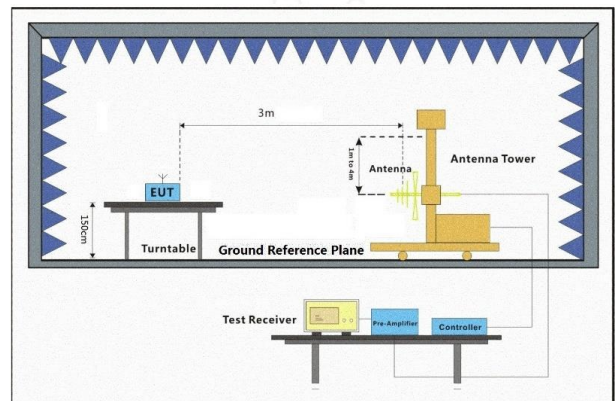 3m
1m to 4m
Antenna
Antenna Tower
EUT
150cm
Turntable
Ground Reference Plane
Test Receiver
Pre-Amplifier
Controller